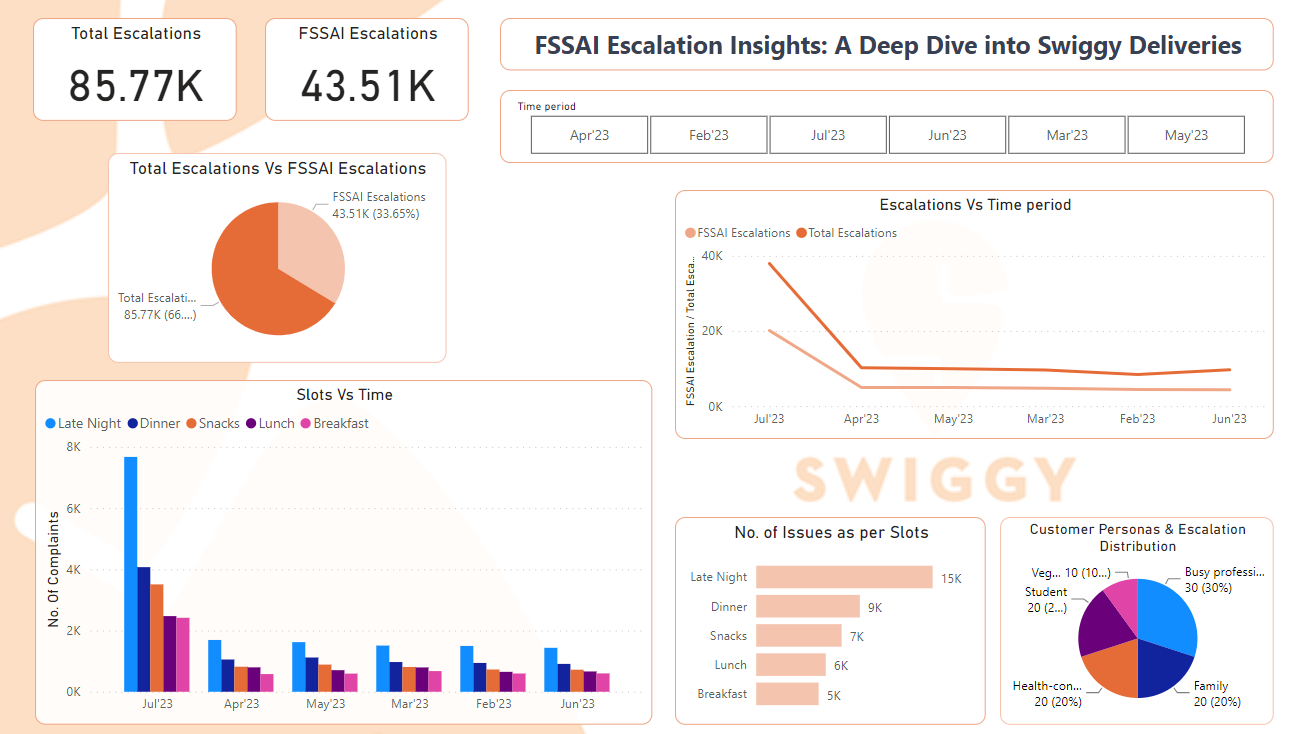 Total Escalations
85.77K
FSSAI Escalations
43.51K
FSSAI Escalation Insights: A Deep Dive into Swiggy Deliveries
Time period
Apr'23 Feb'23 Jul'23 Jun'23 Mar'23 May'23
Total Escalations Vs FSSAI Escalations
FSSAI Escalations
43.51K (33.65%)
Total Escalati...
85.77K (66....)
Escalations Vs Time period
FSSAI Escalations Total Escalations
FSSAI Escalation / Total Esca...
40K
20K
0K
Jul'23 Apr'23 May'23 Mar'23 Feb'23 Jun'23
Slots Vs Time
Late Night Dinner Snacks Lunch Breakfast
No. Of Complaints
8K
6K
4K
2K
0K
Jul'23 Apr'23 May'23 Mar'23 Feb'23 Jun'23
SWIGGY
No. of Issues as per Slots
Late Night 15K
Dinner 9K
Snacks 7K
Lunch 6K
Breakfast 5K
Customer Personas & Escalation
Distribution
Veg... 10 (10...)
Busy professi...
30 (30%)
Student
20 (2...)
Health-con...
20 (20%)
Family
20 (20%)